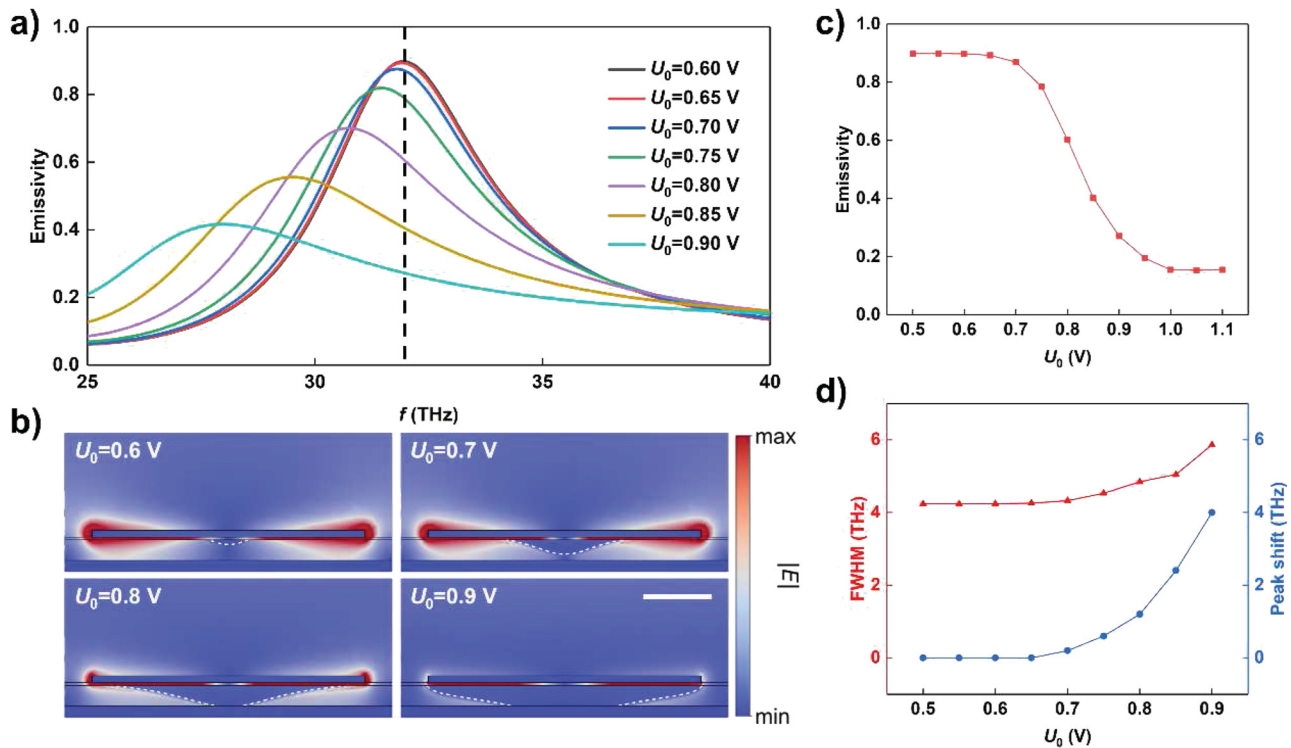 a)
1.0
0.8
0.6
0.4
0.2
0.0
Emissivity
U0=0.60 V
U0=0.65 V
U0=0.70 V
U0=0.75 V
U0=0.80 V
U0=0.85 V
U0=0.90 V
25
30
35
40
f (THz)
b)
U0=0.6 V
U0=0.7 V
U0=0.8 V
U0=0.9 V
max
|E|
min
c)
1.0
0.8
0.6
0.4
0.2
0.0
Emissivity
0.5
0.6
0.7
0.8
0.9
1.0
1.1
U0 (V)
d)
6
4
2
0
FWHM (THz)
6
4
2
0
Peak shift (THz)
0.5
0.6
0.7
0.8
0.9
U0 (V)